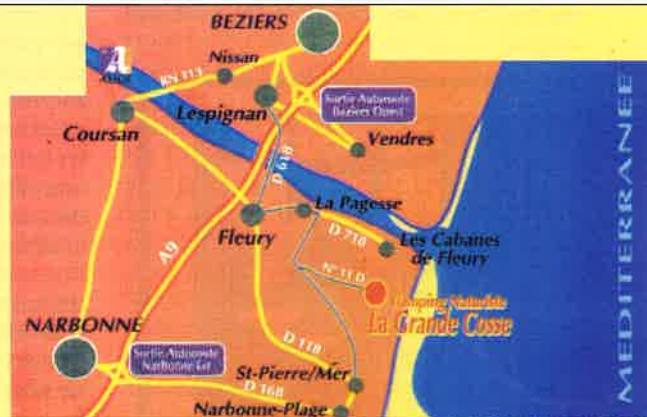 BEZIERS
Nissan
RN 113
Lespignan
Sortie Autoroute
Beziers Ouest
Coursan
Vendres
D 618
La Pagesse
Fleury
D 718
Les Cabanes
de Fleury
A9
N° 11 D
Camping Naturiste
La Grande Cosse
NARBONNE
Sortie Autoroute
Narbonne Est
D 118
St-Pierre/Mer
D 168
Narbonne-Plage
MEDITERRANEE